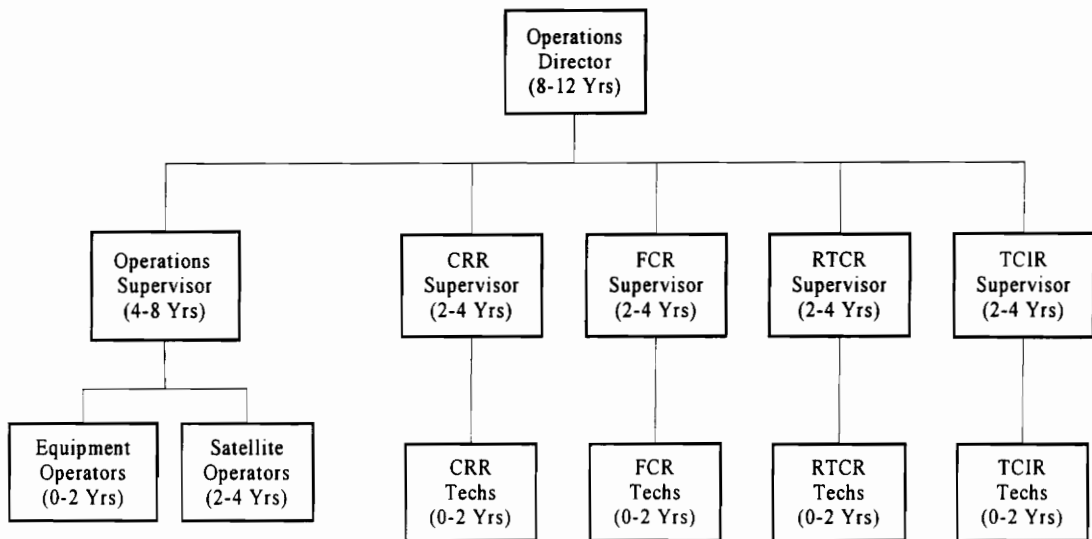 Operations
Director
(8-12 Yrs)
Operations
Supervisor
(4-8 Yrs)
CRR
Supervisor
(2-4 Yrs)
FCR
Supervisor
(2-4 Yrs)
RTCR
Supervisor
(2-4 Yrs)
TCIR
Supervisor
(2-4 Yrs)
Equipment
Operators
(0-2 Yrs)
Satellite
Operators
(2-4 Yrs)
CRR
Techs
(0-2 Yrs)
FCR
Techs
(0-2 Yrs)
RTCR
Techs
(0-2 Yrs)
TCIR
Techs
(0-2 Yrs)